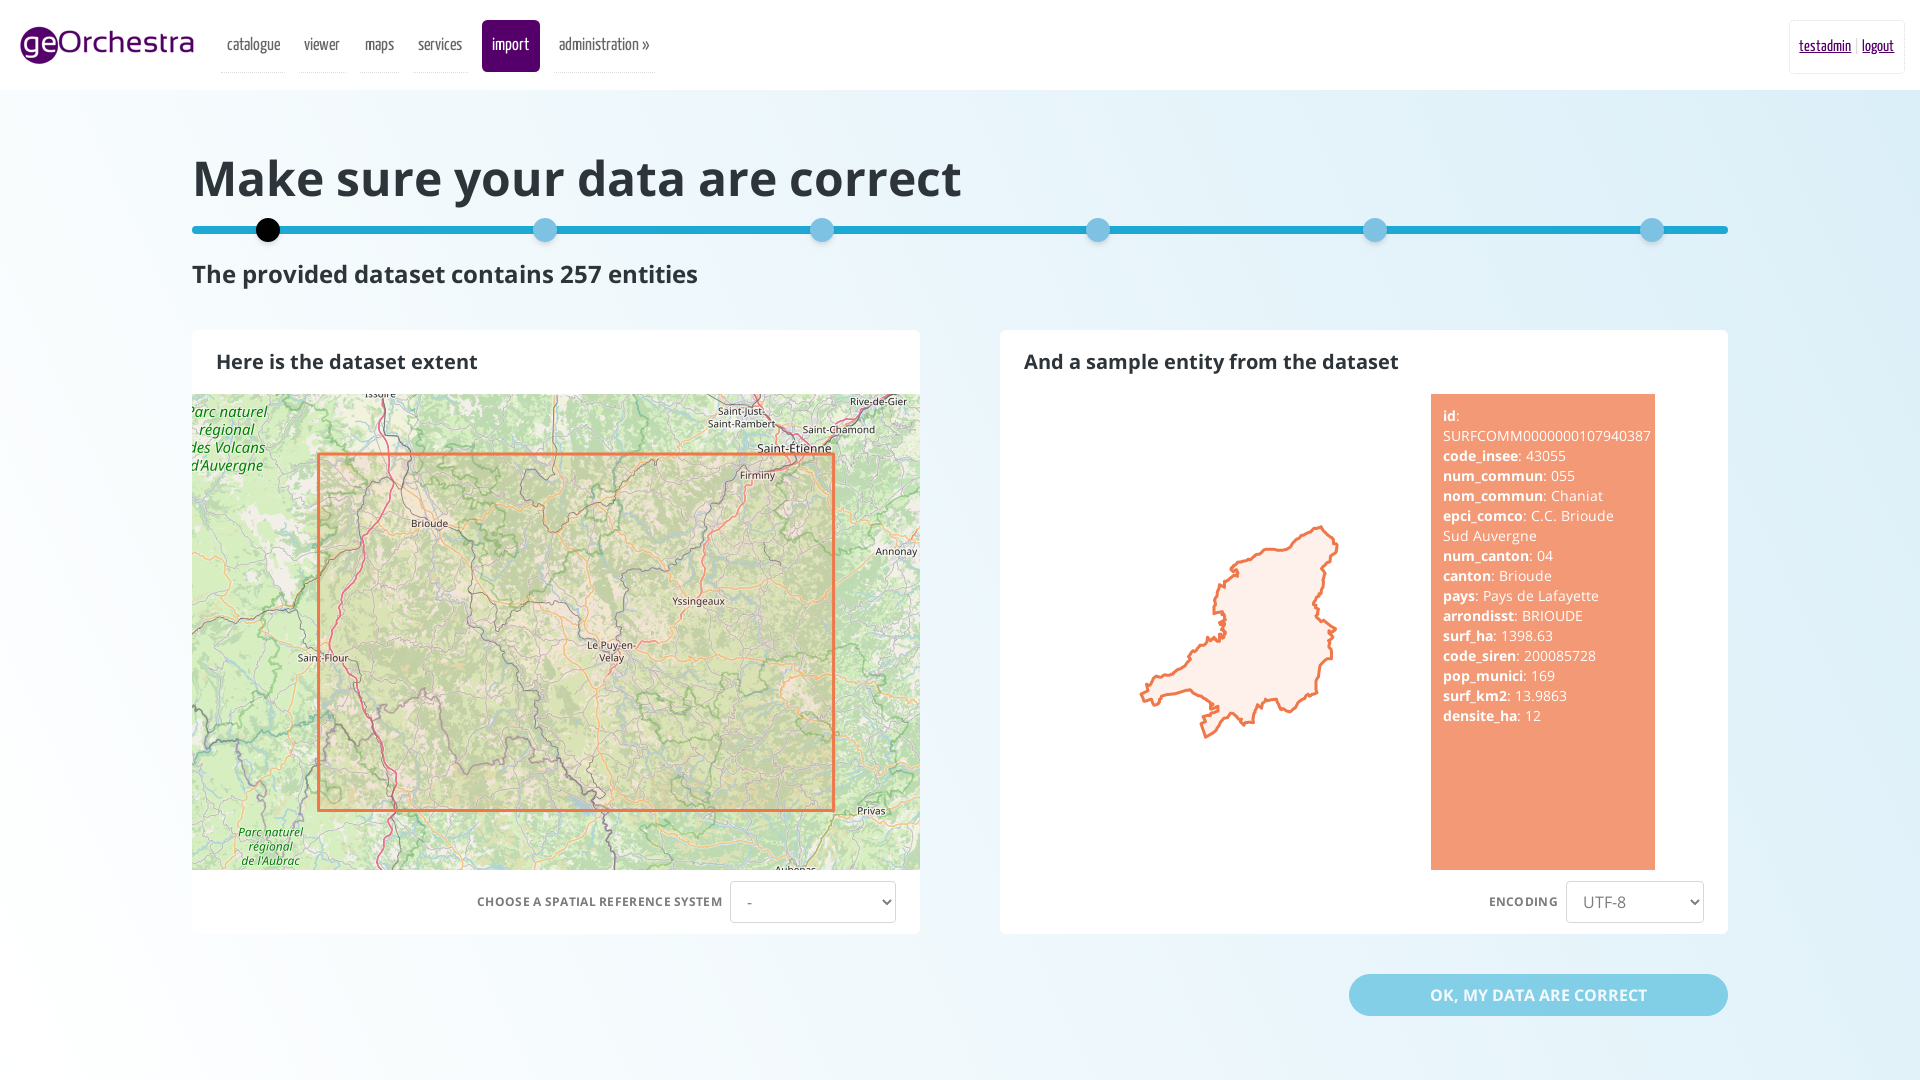 geOrchestra
catalogue viewer maps services import administration »
testadmin | logout
Make sure your data are correct
The provided dataset contains 257 entities
Here is the dataset extent
Issoire
Parc naturel
régional
des Volcans
d'Auvergne
Saint-Just-
Saint-Rambert
Rive-de-Gier
Saint-Chamond
Saint-Étienne
Firminy
Brioude
Annonay
Yssingeaux
Le Puy-en-
Velay
Saint-Flour
Privas
Parc naturel
régional
de l'Aubrac
Aubenas
CHOOSE A SPATIAL REFERENCE SYSTEM -
And a sample entity from the dataset
id:
SURFCOMM0000000107940387
code_insee: 43055
num_commun: 055
nom_commun: Chaniat
epci_comco: C.C. Brioude
Sud Auvergne
num_canton: 04
canton: Brioude
pays: Pays de Lafayette
arrondisst: BRIOUDE
surf_ha: 1398.63
code_siren: 200085728
pop_munici: 169
surf_km2: 13.9863
densite_ha: 12
ENCODING UTF-8
OK, MY DATA ARE CORRECT